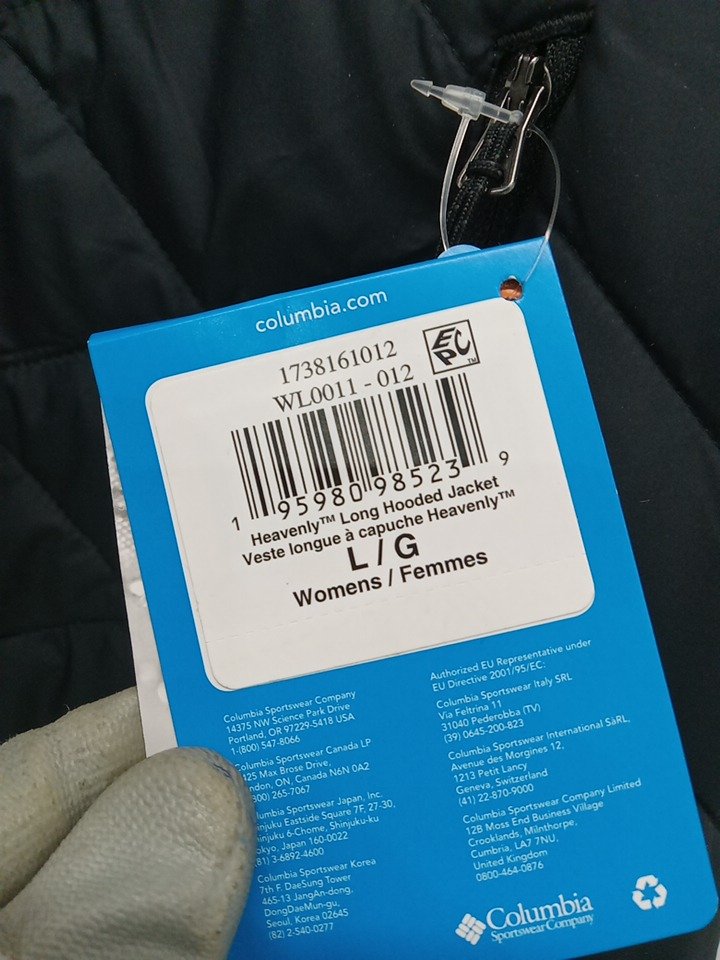 columbia.com
1738161012
EPC™
WL0011 - 012
1 95980 98523 9
Heavenly™ Long Hooded Jacket
Veste longue à capuche Heavenly™
L / G
Womens / Femmes
Columbia Sportswear Company
14375 NW Science Park Drive
Portland, OR 97229-5418 USA
1-(800) 547-8066
Columbia Sportswear Canada LP
Max Brose Drive,
ON, Canada N6N 0A2
265-7067
Sportswear Japan, Inc.
Eastside Square 7F, 27-30,
6-Chome, Shinjuku-ku
Japan 160-0022
3-6892-4600
Columbia Sportswear Korea
7th F. DaeSung Tower
465-13 JangAn-dong,
DongDaeMun-gu,
Seoul, Korea 02645
(82) 2-540-0277
Authorized EU Representative under
EU Directive 2001/95/EC:
Columbia Sportswear Italy SRL
Via Feltrina 11
31040 Pederobba (TV)
(39) 0645-200-823
Columbia Sportswear International SàRL,
Avenue des Morgines 12,
1213 Petit Lancy
Geneva, Switzerland
(41) 22-870-9000
Columbia Sportswear Company Limited
12B Moss End Business Village
Crooklands, Milnthorpe,
Cumbria, LA7 7NU,
United Kingdom
0800-464-0876
Columbia
Sportswear Company